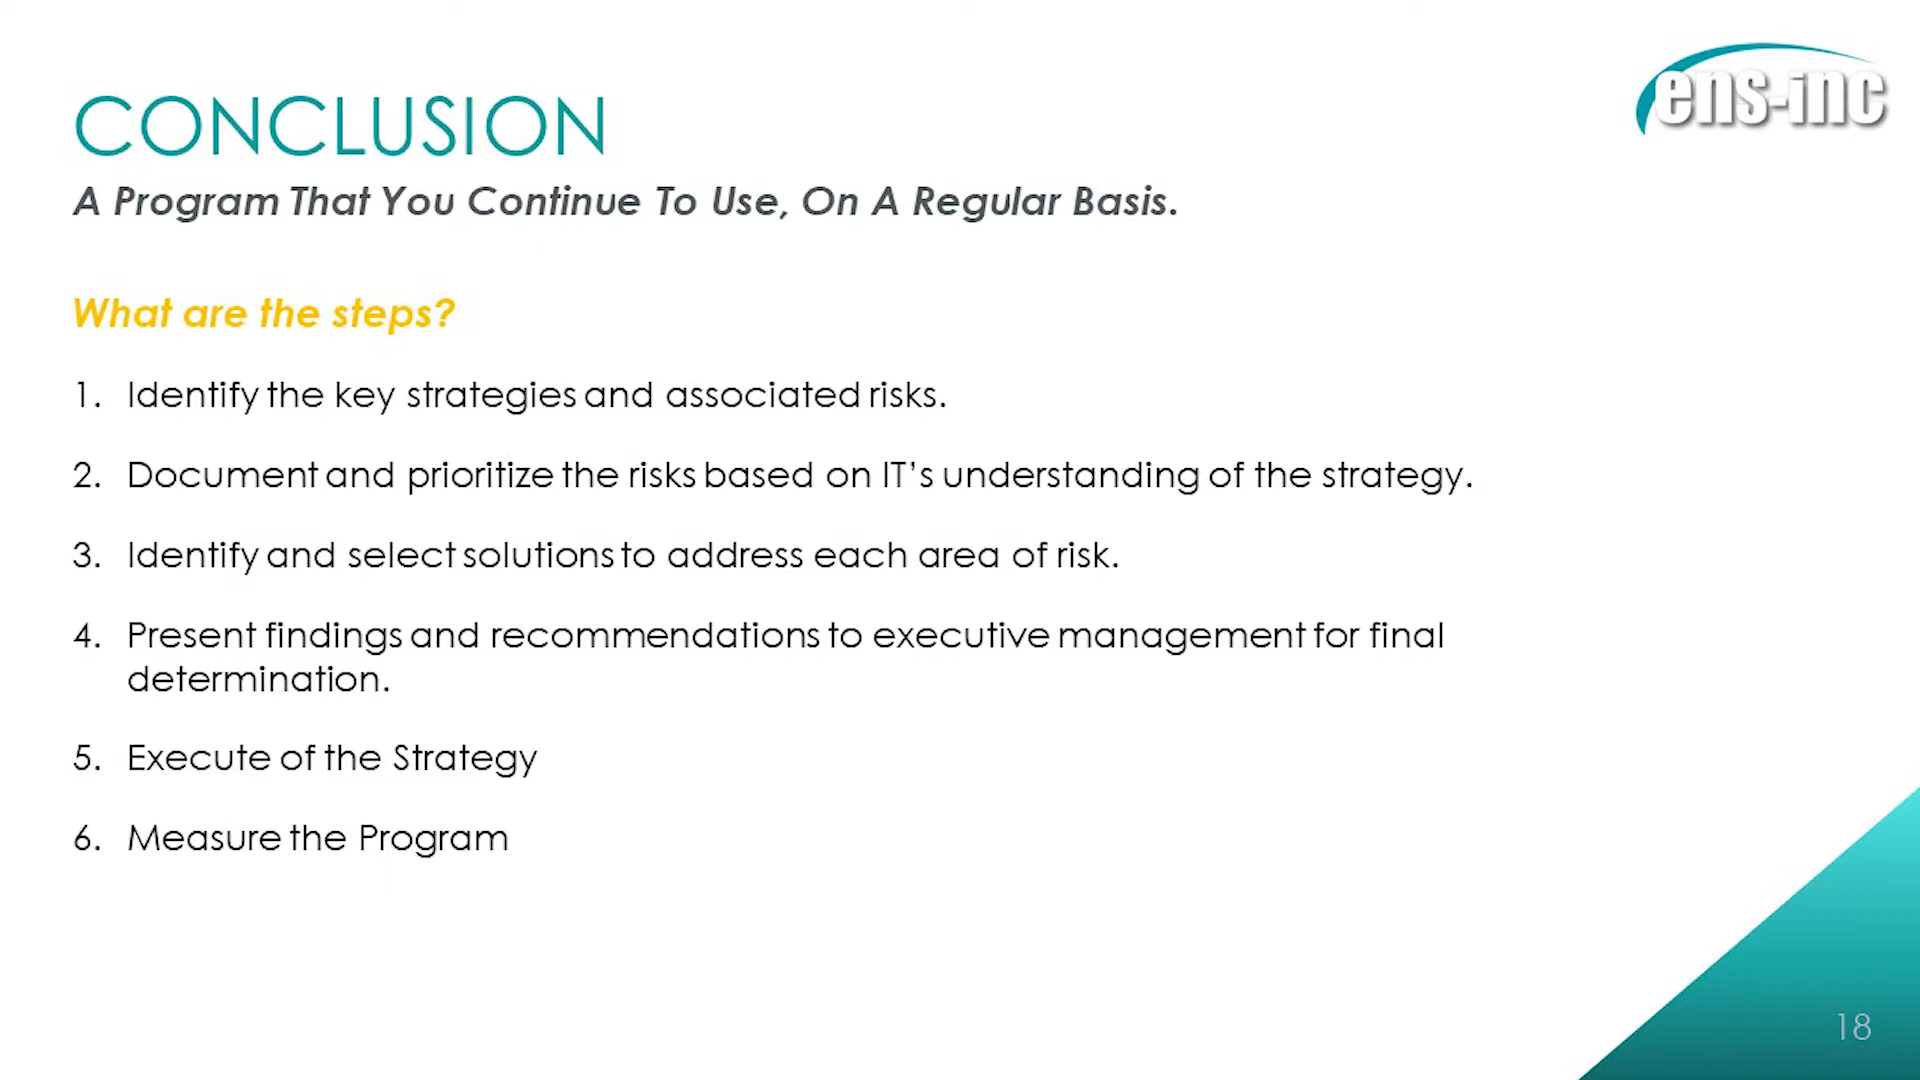 ens-inc
CONCLUSION
A Program That You Continue To Use, On A Regular Basis.
What are the steps?
1. Identify the key strategies and associated risks.
2. Document and prioritize the risks based on IT’s understanding of the strategy.
3. Identify and select solutions to address each area of risk.
4. Present findings and recommendations to executive management for final
determination.
5. Execute of the Strategy
6. Measure the Program
18